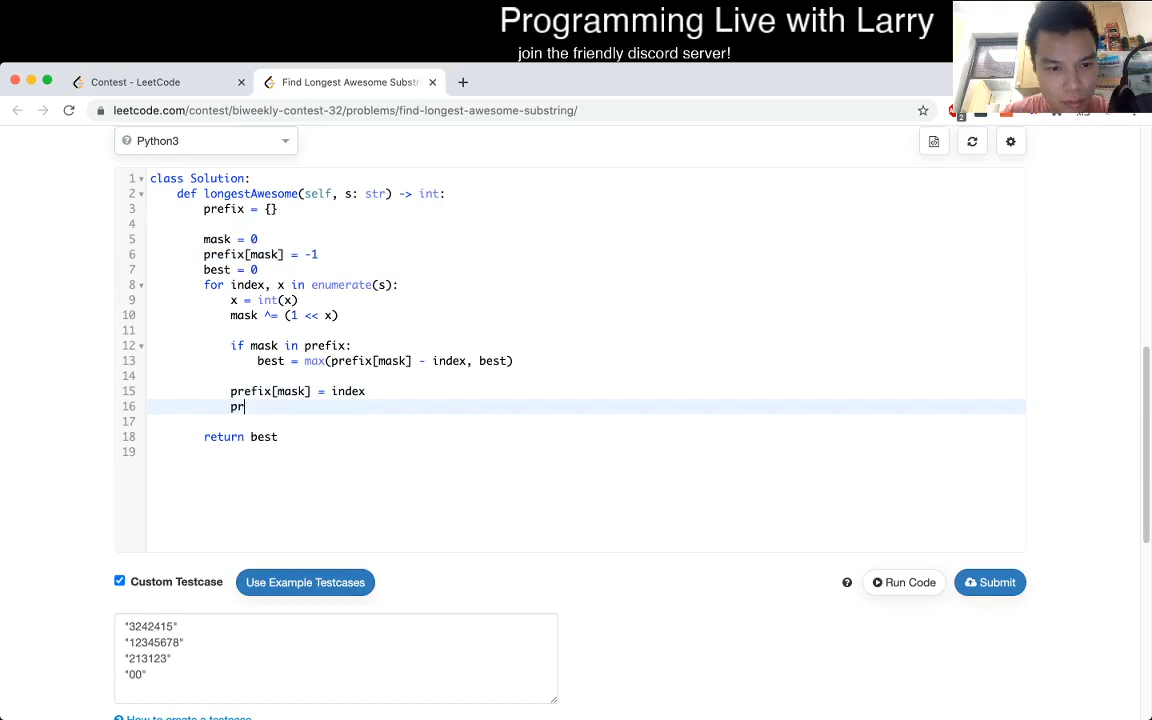 Programming Live with Larry
join the friendly discord server!
Contest - LeetCode
Find Longest Awesome Substr
leetcode.com/contest/biweekly-contest-32/problems/find-longest-awesome-substring/
2
Python3
1 class Solution:
2 def longestAwesome(self, s: str) -> int:
3 prefix = {}
4
5 mask = 0
6 prefix[mask] = -1
7 best = 0
8 for index, x in enumerate(s):
9 x = int(x)
10 mask ^= (1 << x)
11
12 if mask in prefix:
13 best = max(prefix[mask] - index, best)
14
15 prefix[mask] = index
16 pr
17
18 return best
19
Custom Testcase
Use Example Testcases
Run Code
Submit
"3242415"
"12345678"
"213123"
"00"
How to create a testcase